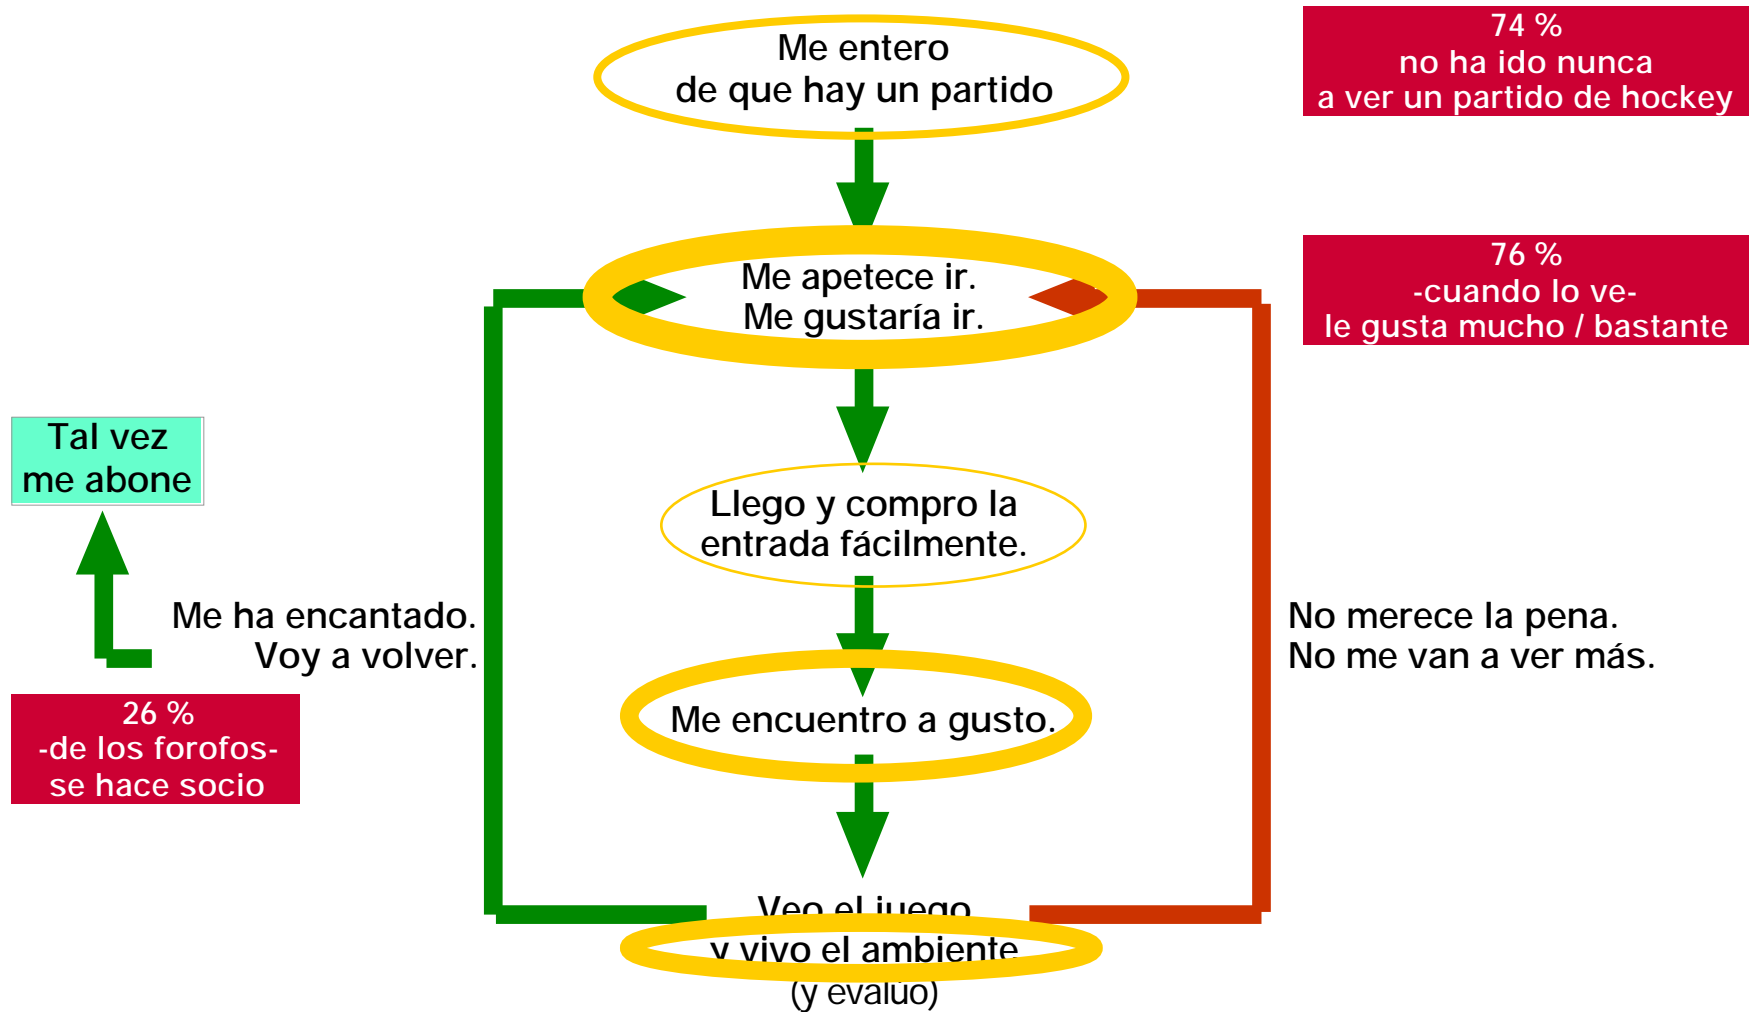 Me entero
de que hay un partido
74 %
no ha ido nunca
a ver un partido de hockey
Me apetece ir.
Me gustaría ir.
76 %
-cuando lo ve-
le gusta mucho / bastante
Tal vez
me abone
Llego y compro la
entrada fácilmente.
Me ha encantado.
Voy a volver.
No merece la pena.
No me van a ver más.
26 %
-de los forofos-
se hace socio
Me encuentro a gusto.
Veo el juego
y vivo el ambiente
(y evalúo)